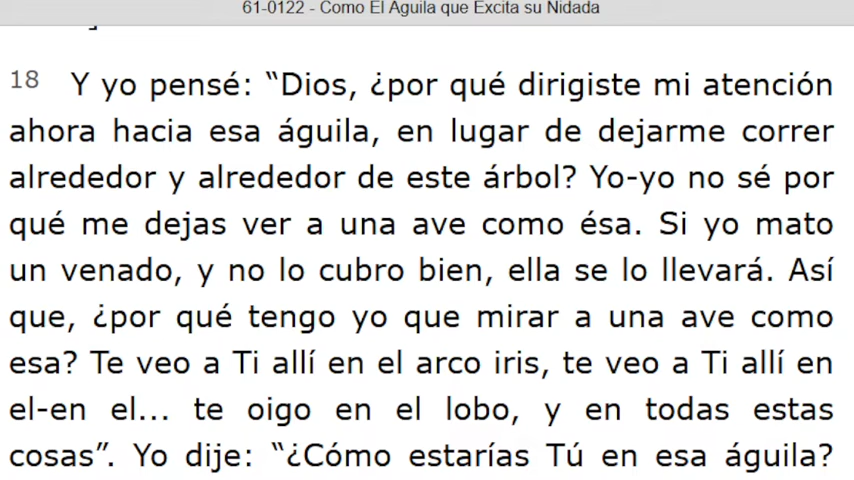 61-0122 - Como El Aguila que Excita su Nidada
18 Y yo pensé: “Dios, ¿por qué dirigiste mi atención
ahora hacia esa águila, en lugar de dejarme correr
alrededor y alrededor de este árbol? Yo-yo no sé por
qué me dejas ver a una ave como ésa. Si yo mato
un venado, y no lo cubro bien, ella se lo llevará. Así
que, ¿por qué tengo yo que mirar a una ave como
esa? Te veo a Ti allí en el arco iris, te veo a Ti allí en
el-en el... te oigo en el lobo, y en todas estas
cosas”. Yo dije: “¿Cómo estarías Tú en esa águila?